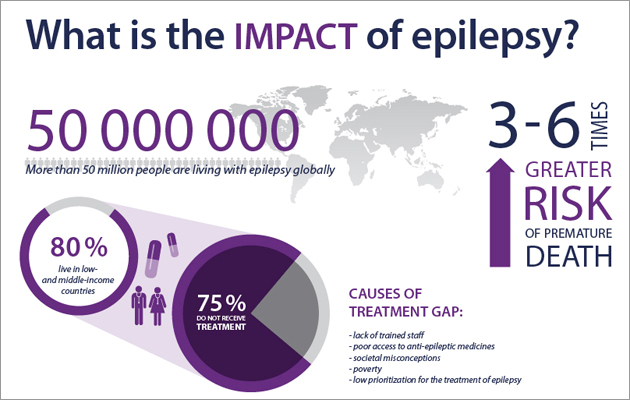 What is the IMPACT of epilepsy?
50 000 000
More than 50 million people are living with epilepsy globally
3-6 TIMES
GREATER
RISK
OF PREMATURE
DEATH
80 %
live in low-
and middle-income
countries
75 %
DO NOT RECEIVE
TREATMENT
CAUSES OF
TREATMENT GAP:
- lack of trained staff
- poor access to anti-epileptic medicines
- societal misconceptions
- poverty
- low prioritization for the treatment of epilepsy